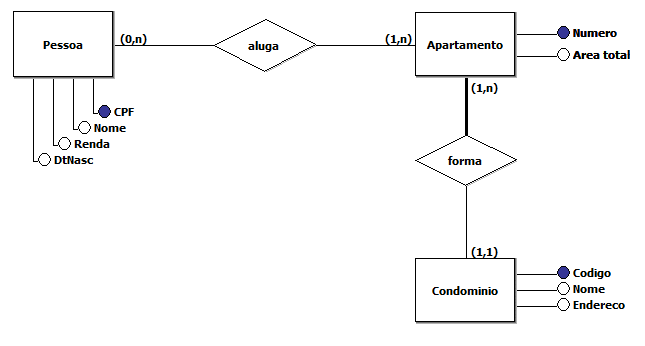 Pessoa
(0,n)
aluga
(1,n)
Apartamento
Numero
Area total
(1,n)
CPF
Nome
Renda
DtNasc
forma
(1,1)
Condominio
Codigo
Nome
Endereco